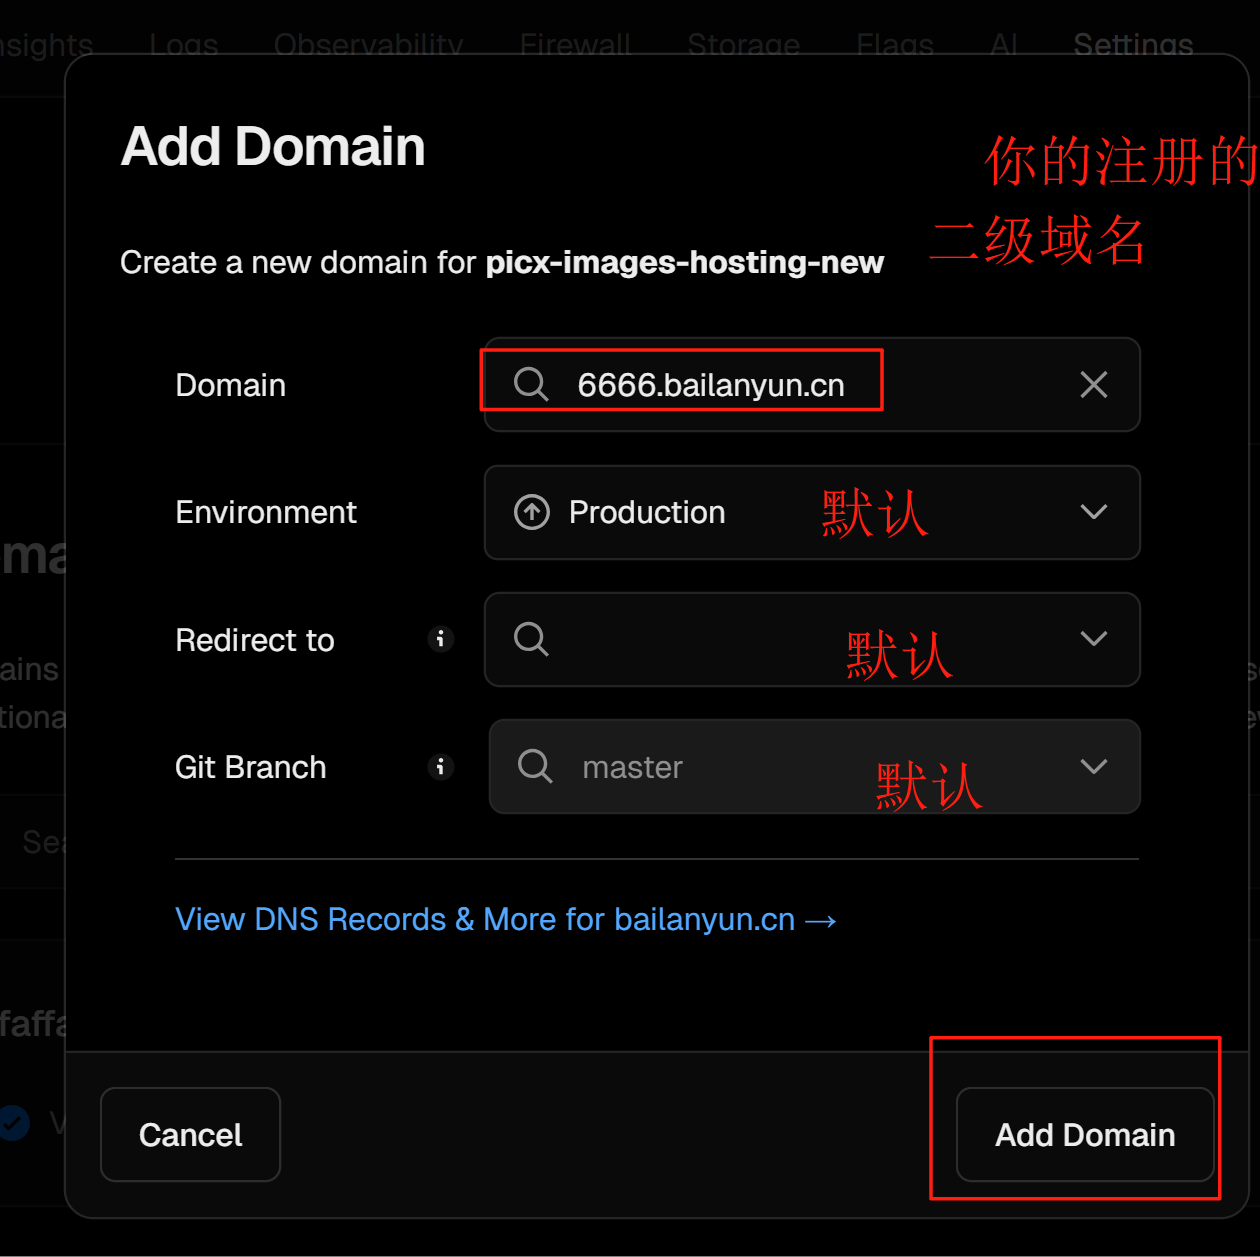 nsights Logs Observability Firewall Storage Flags AI Settings
Add Domain
你的注册的
二级域名
Create a new domain for picx-images-hosting-new
Domain 6666.bailanyun.cn
Environment Production 默认
Redirect to 默认
Git Branch master 默认
View DNS Records & More for bailanyun.cn →
Cancel Add Domain